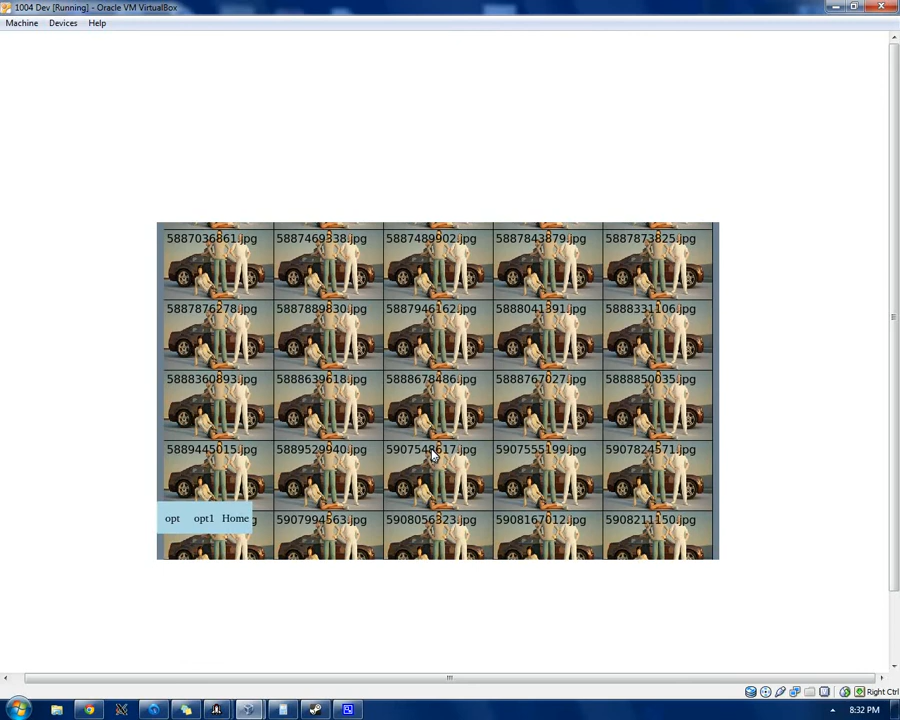 1004 Dev [Running] - Oracle VM VirtualBox
Machine Devices Help
5887036861.jpg 5887469338.jpg 5887489902.jpg 5887843879.jpg 5887873825.jpg
5887876278.jpg 5887889830.jpg 5887946162.jpg 5888041391.jpg 5888331106.jpg
5888360893.jpg 5888639618.jpg 5888678486.jpg 5888767027.jpg 5888850035.jpg
5889445015.jpg 5889529940.jpg 5907548617.jpg 5907555199.jpg 5907824571.jpg
opt opt1 Home 5907994563.jpg 5908056323.jpg 5908167012.jpg 5908211150.jpg
Right Ctrl
8:32 PM